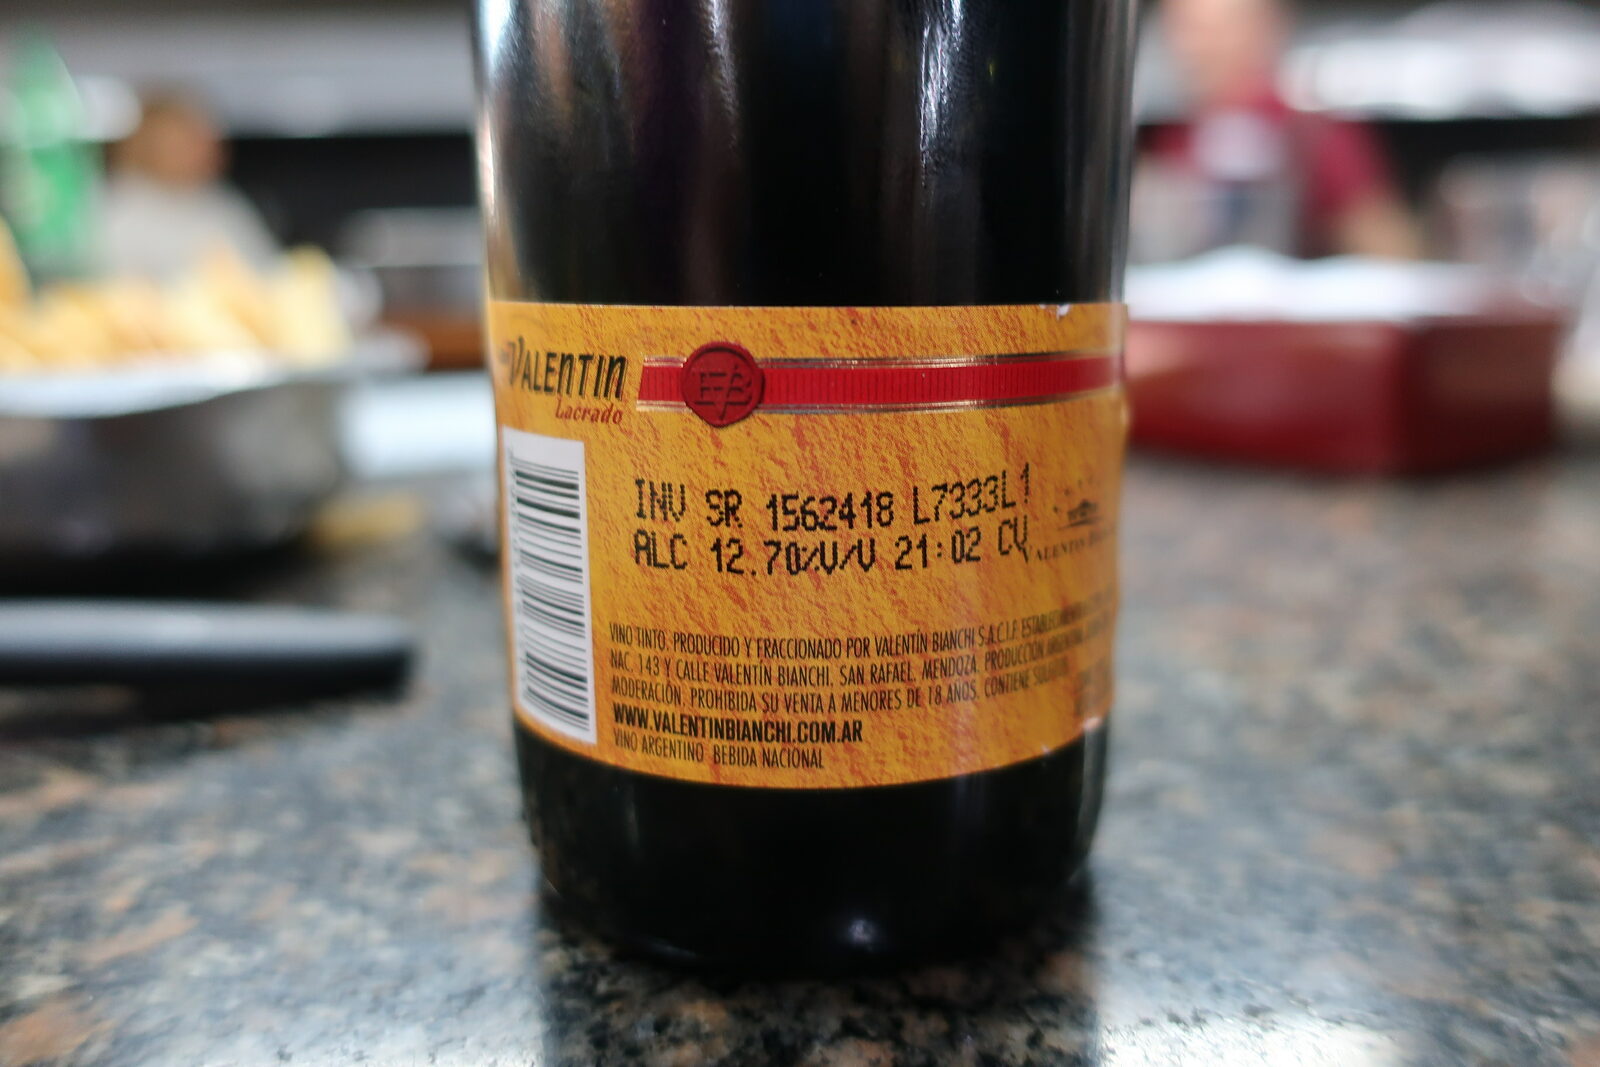 VALENTIN
Lacrado
INV SR 1562418 L7333L1
ALC 12.70%V/V 21:02 CV
VALENTIN
VINO TINTO. PRODUCIDO Y FRACCIONADO POR VALENTÍN BIANCHI S.A.C.I.F.
NAC. 143 Y CALLE VALENTÍN BIANCHI. SAN RAFAEL. MENDOZA. PRODUCCIÓN ARGENTINA.
MODERACIÓN. PROHIBIDA SU VENTA A MENORES DE 18 AÑOS. CONTIENE
WWW.VALENTINBIANCHI.COM.AR
VINO ARGENTINO BEBIDA NACIONAL